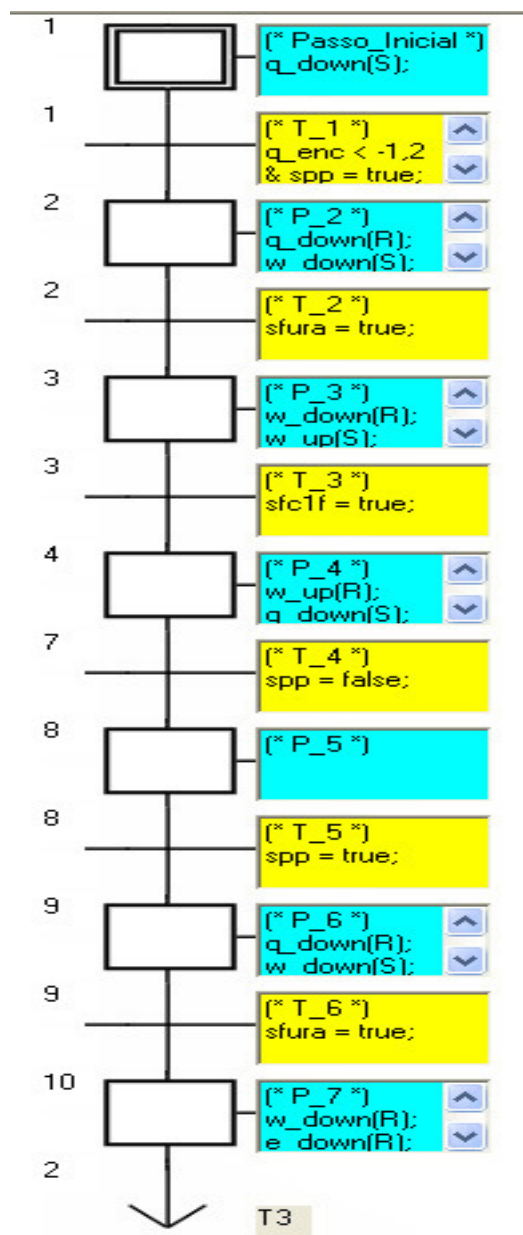 1
(* Passo_Inicial *)
q_down(S);
1
(* T_1 *)
q_enc < -1,2
& spp = true;
2
(* P_2 *)
q_down(R);
w_down(S);
2
(* T_2 *)
sfura = true;
3
(* P_3 *)
w_down(R);
w_up(S);
3
(* T_3 *)
sfc1f = true;
4
(* P_4 *)
w_up(R);
q_down(S);
7
(* T_4 *)
spp = false;
8
(* P_5 *)
8
(* T_5 *)
spp = true;
9
(* P_6 *)
q_down(R);
w_down(S);
9
(* T_6 *)
sfura = true;
10
(* P_7 *)
w_down(R);
e_down(R);
2
T3